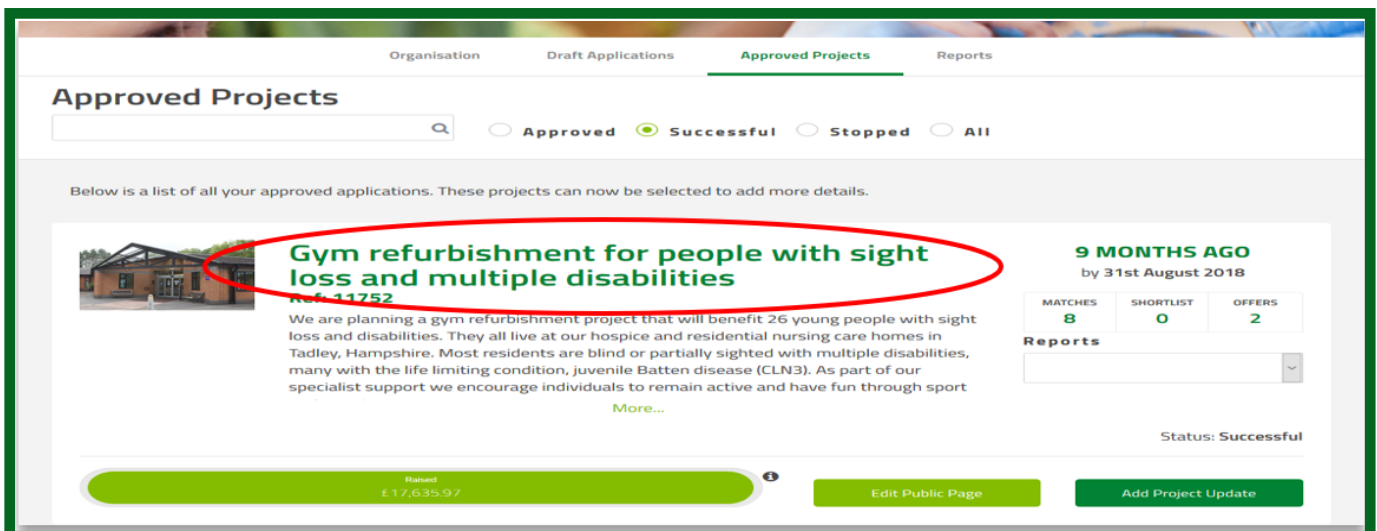 Organisation Draft Applications Approved Projects Reports
Approved Projects
Approved Successful Stopped All
Below is a list of all your approved applications. These projects can now be selected to add more details.
Gym refurbishment for people with sight
loss and multiple disabilities
Ref: 11752
We are planning a gym refurbishment project that will benefit 26 young people with sight
loss and disabilities. They all live at our hospice and residential nursing care homes in
Tadley, Hampshire. Most residents are blind or partially sighted with multiple disabilities,
many with the life limiting condition, juvenile Batten disease (CLN3). As part of our
specialist support we encourage individuals to remain active and have fun through sport
More...
9 MONTHS AGO
by 31st August 2018
MATCHES SHORTLIST OFFERS
8 0 2
Reports
Status: Successful
Raised
£17,635.97
Edit Public Page
Add Project Update